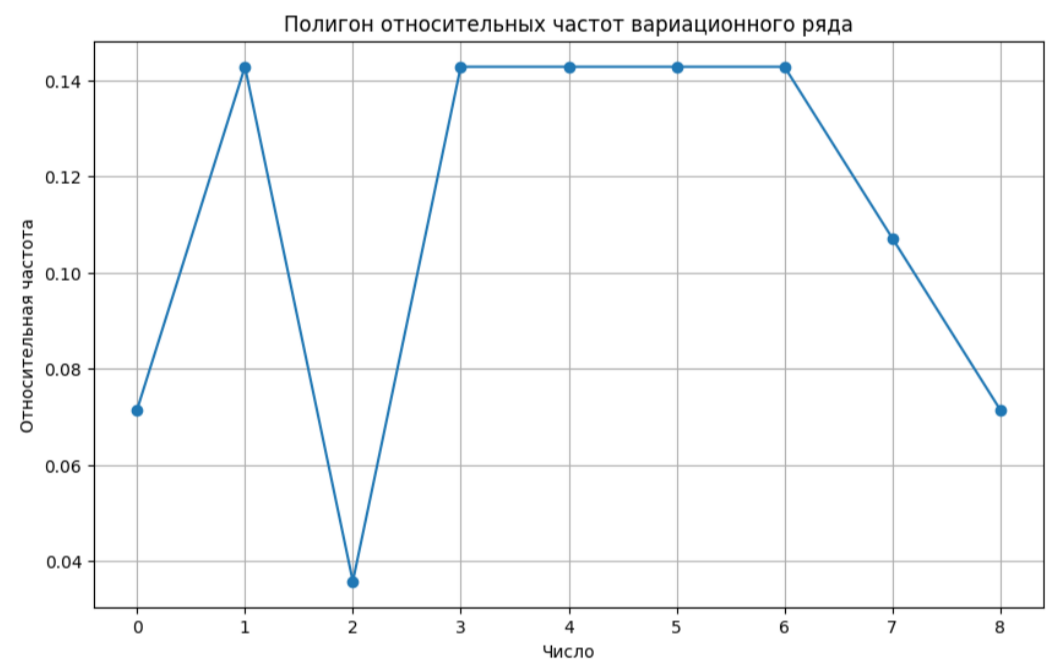 Полигон относительных частот вариационного ряда
0.14
0.12
0.10
0.08
0.06
0.04
Относительная частота
0 1 2 3 4 5 6 7 8
Число